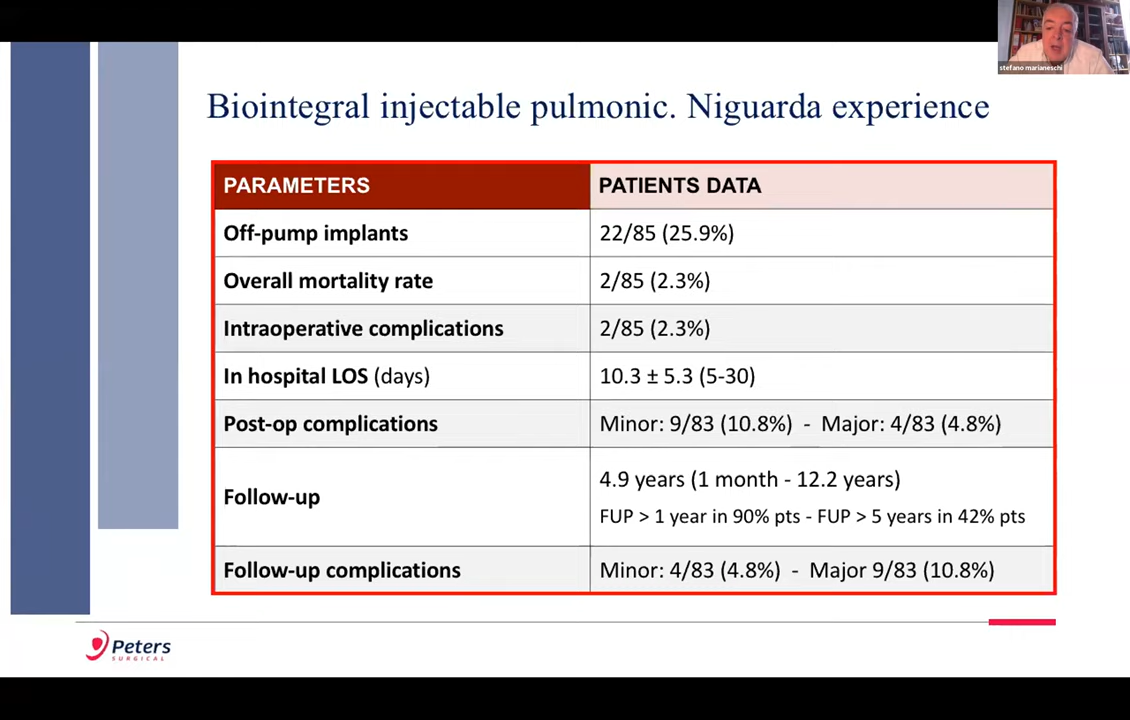 stefano marianeschi
Biointegral injectable pulmonic. Niguarda experience
PARAMETERS PATIENTS DATA
Off-pump implants 22/85 (25.9%)
Overall mortality rate 2/85 (2.3%)
Intraoperative complications 2/85 (2.3%)
In hospital LOS (days) 10.3 ± 5.3 (5-30)
Post-op complications Minor: 9/83 (10.8%) - Major: 4/83 (4.8%)
Follow-up 4.9 years (1 month - 12.2 years)
FUP > 1 year in 90% pts - FUP > 5 years in 42% pts
Follow-up complications Minor: 4/83 (4.8%) - Major 9/83 (10.8%)
Peters
SURGICAL